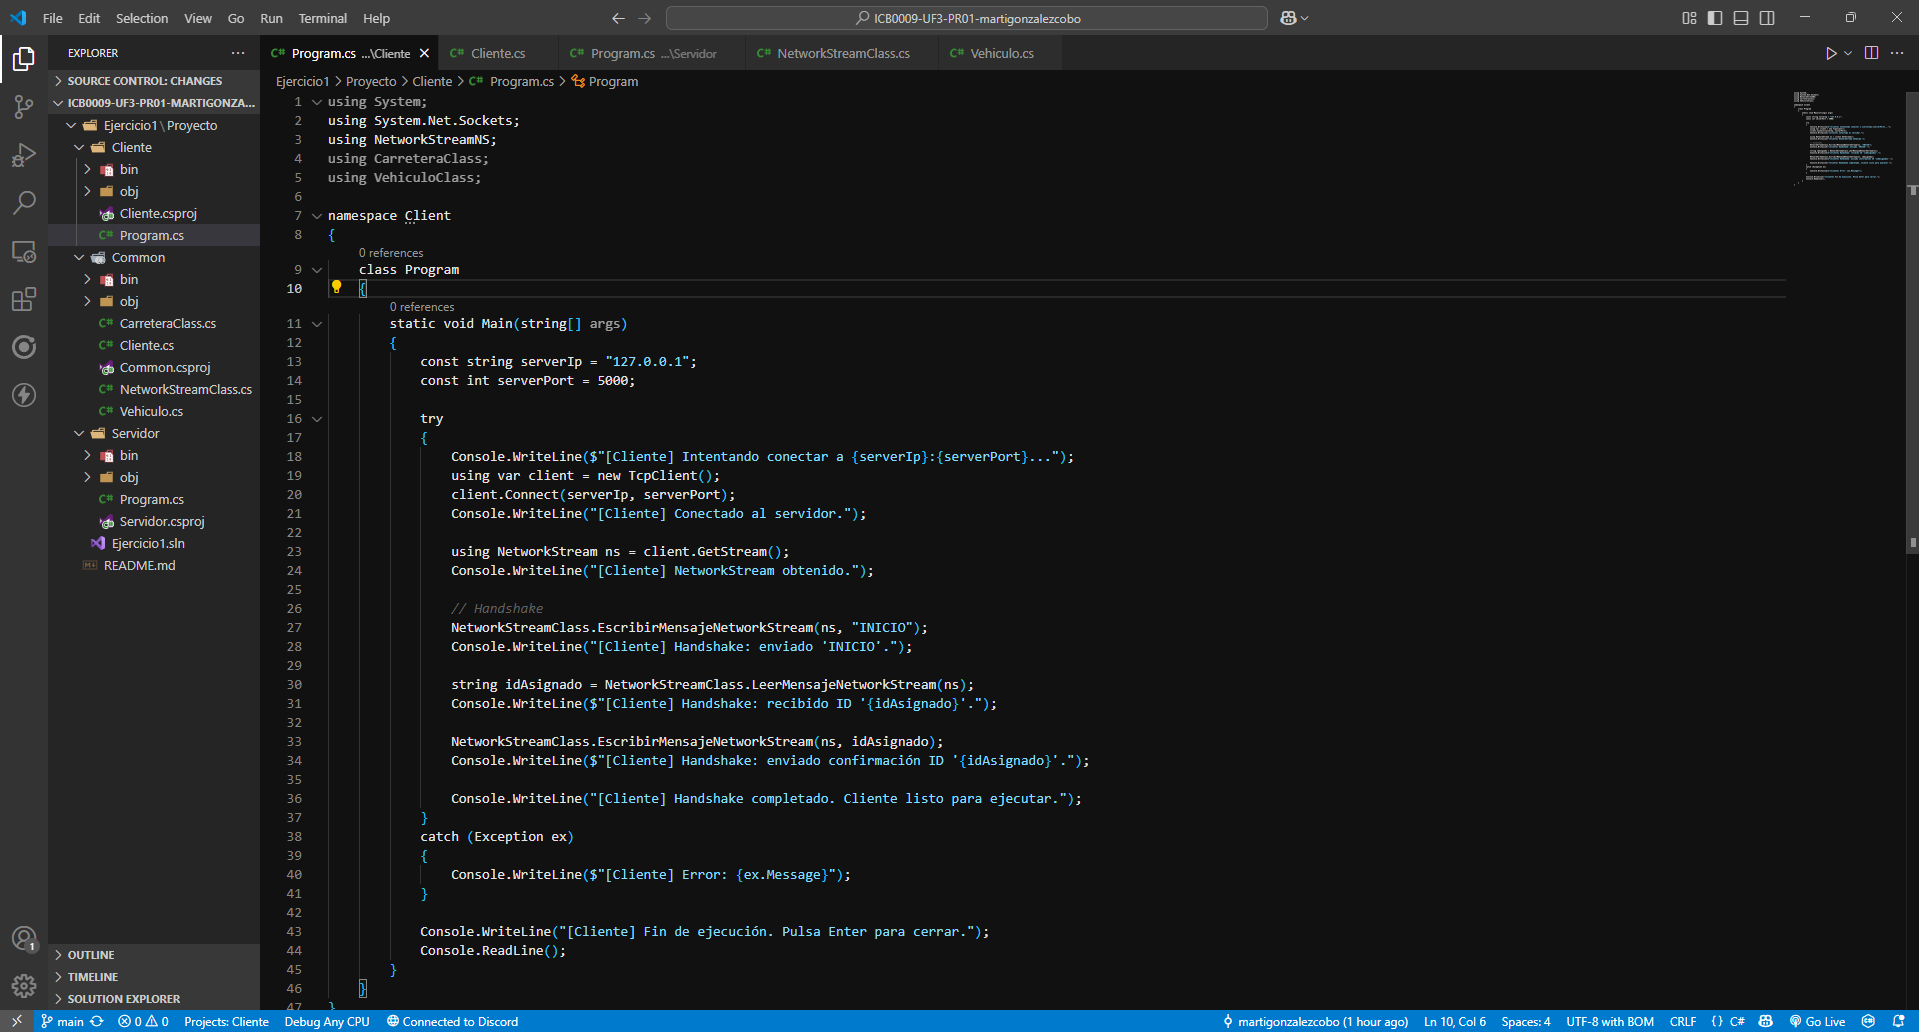 File Edit Selection View Go Run Terminal Help
ICB0009-UF3-PR01-martigonzalezcobo
EXPLORER
SOURCE CONTROL: CHANGES
ICB0009-UF3-PR01-MARTIGONZA...
Ejercicio1 \ Proyecto
Cliente
bin
obj
Cliente.csproj
C# Program.cs
Common
bin
obj
C# CarreteraClass.cs
C# Cliente.cs
Common.csproj
C# NetworkStreamClass.cs
C# Vehiculo.cs
Servidor
bin
obj
C# Program.cs
Servidor.csproj
Ejercicio1.sln
README.md
OUTLINE
TIMELINE
SOLUTION EXPLORER
C# Program.cs ...\Cliente
C# Cliente.cs
C# Program.cs ...\Servidor
C# NetworkStreamClass.cs
C# Vehiculo.cs
Ejercicio1 > Proyecto > Cliente > C# Program.cs > Program
1 using System;
2 using System.Net.Sockets;
3 using NetworkStreamNS;
4 using CarreteraClass;
5 using VehiculoClass;
6
7 namespace Client
8 {
0 references
9 class Program
10 {
0 references
11 static void Main(string[] args)
12 {
13 const string serverIp = "127.0.0.1";
14 const int serverPort = 5000;
15
16 try
17 {
18 Console.WriteLine($"[Cliente] Intentando conectar a {serverIp}:{serverPort}...");
19 using var client = new TcpClient();
20 client.Connect(serverIp, serverPort);
21 Console.WriteLine("[Cliente] Conectado al servidor.");
22
23 using NetworkStream ns = client.GetStream();
24 Console.WriteLine("[Cliente] NetworkStream obtenido.");
25
26 // Handshake
27 NetworkStreamClass.EscribirMensajeNetworkStream(ns, "INICIO");
28 Console.WriteLine("[Cliente] Handshake: enviado 'INICIO'.");
29
30 string idAsignado = NetworkStreamClass.LeerMensajeNetworkStream(ns);
31 Console.WriteLine($"[Cliente] Handshake: recibido ID '{idAsignado}'.");
32
33 NetworkStreamClass.EscribirMensajeNetworkStream(ns, idAsignado);
34 Console.WriteLine($"[Cliente] Handshake: enviado confirmación ID '{idAsignado}'.");
35
36 Console.WriteLine("[Cliente] Handshake completado. Cliente listo para ejecutar.");
37 }
38 catch (Exception ex)
39 {
40 Console.WriteLine($"[Cliente] Error: {ex.Message}");
41 }
42
43 Console.WriteLine("[Cliente] Fin de ejecución. Pulsa Enter para cerrar.");
44 Console.ReadLine();
45 }
46 }
47 }
1
main 0 0 Projects: Cliente Debug Any CPU Connected to Discord martigonzalezcobo (1 hour ago) Ln 10, Col 6 Spaces: 4 UTF-8 with BOM CRLF {} C# Go Live